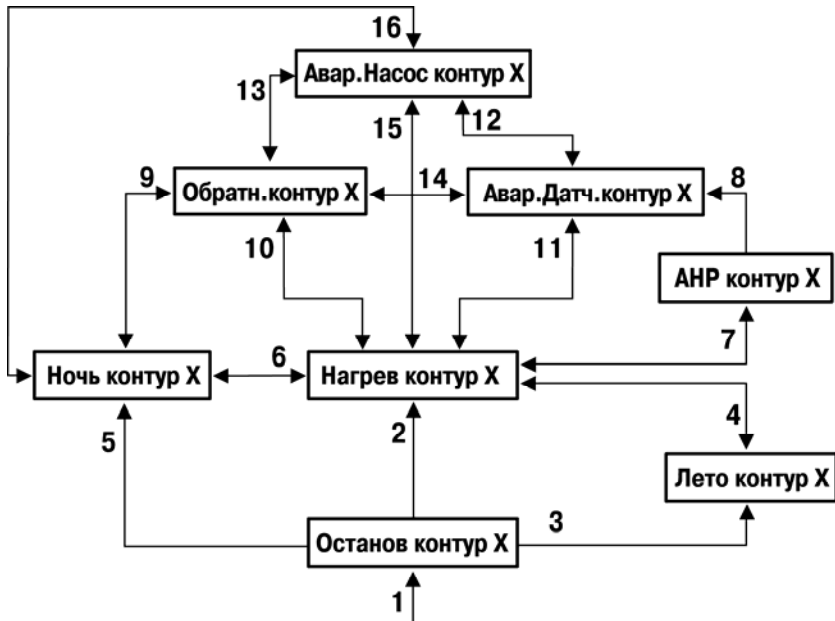 16
Авар.Насос контур X
13
15
12
9
Обратн.контур X
14
Авар.Датч.контур X
8
10
11
АНР контур X
7
6
Ночь контур X
Нагрев контур X
5
2
4
Лето контур X
3
Останов контур X
1